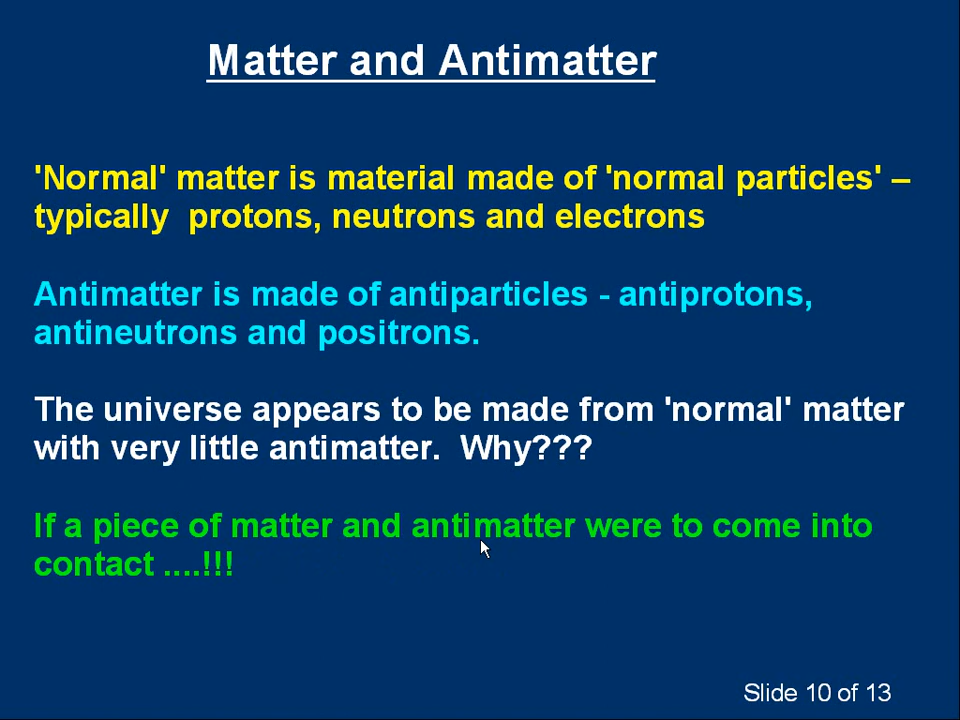 Matter and Antimatter
'Normal' matter is material made of 'normal particles' –
typically  protons, neutrons and electrons
Antimatter is made of antiparticles - antiprotons,
antineutrons and positrons.
The universe appears to be made from 'normal' matter
with very little antimatter.  Why???
If a piece of matter and antimatter were to come into
contact ....!!!
Slide 10 of 13